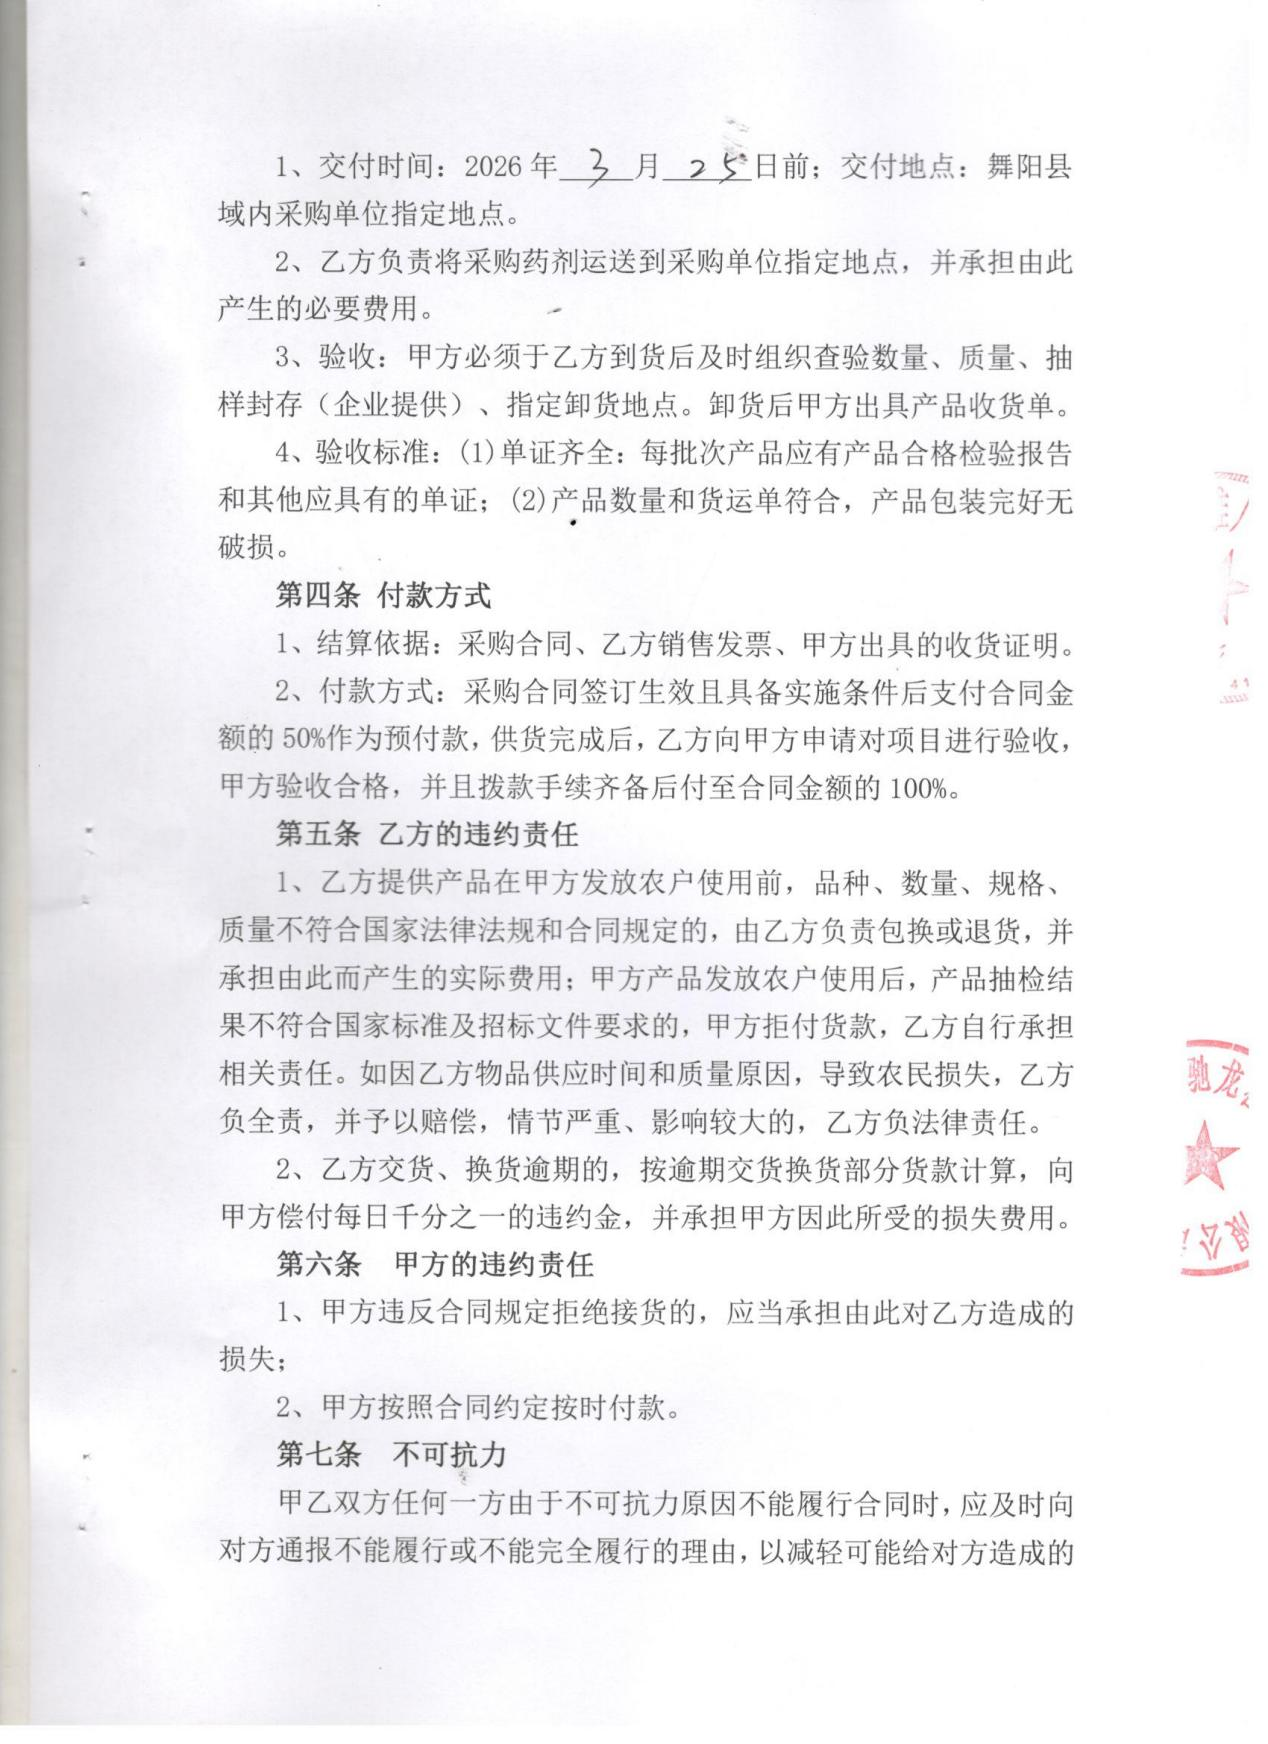 1、交付时间：2026年 3 月 25 日前；交付地点：舞阳县
域内采购单位指定地点。
2、乙方负责将采购药剂运送到采购单位指定地点，并承担由此
产生的必要费用。
3、验收：甲方必须于乙方到货后及时组织查验数量、质量、抽
样封存（企业提供）、指定卸货地点。卸货后甲方出具产品收货单。
4、验收标准：(1)单证齐全：每批次产品应有产品合格检验报告
和其他应具有的单证；(2)产品数量和货运单符合，产品包装完好无
破损。
第四条 付款方式
1、结算依据：采购合同、乙方销售发票、甲方出具的收货证明。
2、付款方式：采购合同签订生效且具备实施条件后支付合同金
额的50%作为预付款，供货完成后，乙方向甲方申请对项目进行验收，
甲方验收合格，并且拨款手续齐备后付至合同金额的100%。
第五条 乙方的违约责任
1、乙方提供产品在甲方发放农户使用前，品种、数量、规格、
质量不符合国家法律法规和合同规定的，由乙方负责包换或退货，并
承担由此而产生的实际费用；甲方产品发放农户使用后，产品抽检结
果不符合国家标准及招标文件要求的，甲方拒付货款，乙方自行承担
相关责任。如因乙方物品供应时间和质量原因，导致农民损失，乙方
负全责，并予以赔偿，情节严重、影响较大的，乙方负法律责任。
2、乙方交货、换货逾期的，按逾期交货换货部分货款计算，向
甲方偿付每日千分之一的违约金，并承担甲方因此所受的损失费用。
第六条 甲方的违约责任
1、甲方违反合同规定拒绝接货的，应当承担由此对乙方造成的
损失；
2、甲方按照合同约定按时付款。
第七条 不可抗力
甲乙双方任何一方由于不可抗力原因不能履行合同时，应及时向
对方通报不能履行或不能完全履行的理由，以减轻可能给对方造成的
41
驰龙
限公